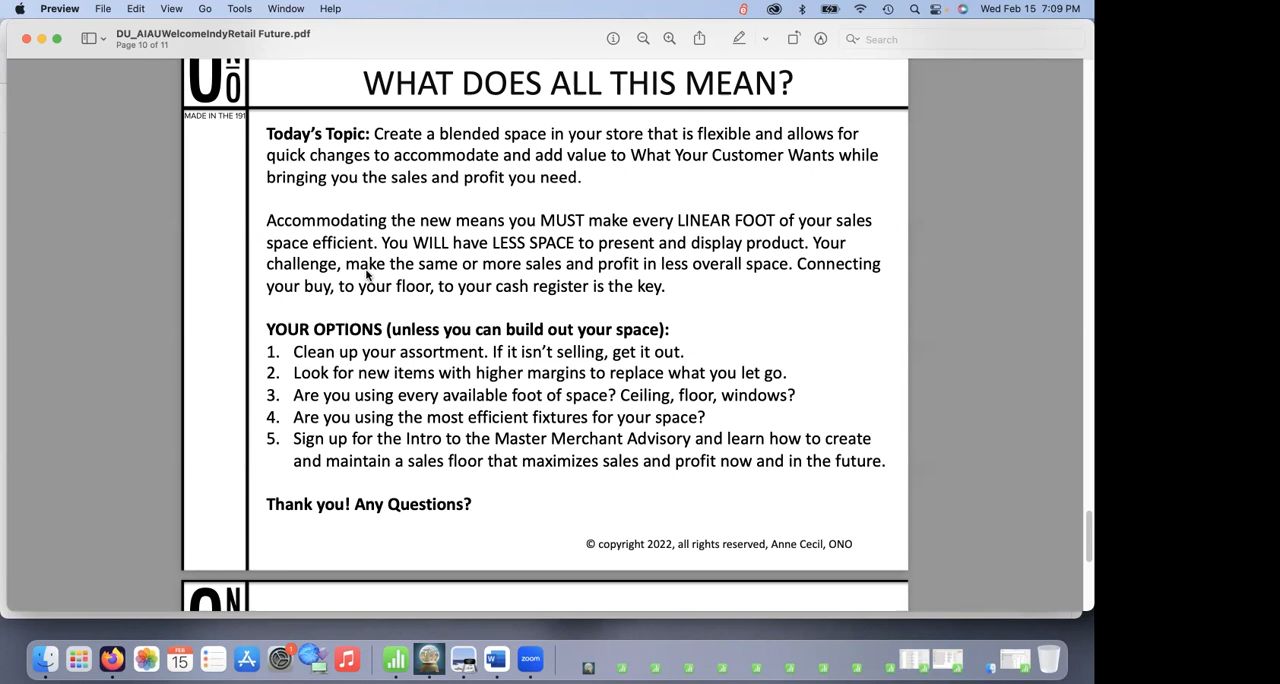 Preview File Edit View Go Tools Window Help Wed Feb 15 7:09 PM
DU_AIAUWelcomeIndyRetail Future.pdf
Page 10 of 11
Search
WHAT DOES ALL THIS MEAN?
MADE IN THE 191
Today's Topic: Create a blended space in your store that is flexible and allows for
quick changes to accommodate and add value to What Your Customer Wants while
bringing you the sales and profit you need.
Accommodating the new means you MUST make every LINEAR FOOT of your sales
space efficient. You WILL have LESS SPACE to present and display product. Your
challenge, make the same or more sales and profit in less overall space. Connecting
your buy, to your floor, to your cash register is the key.
YOUR OPTIONS (unless you can build out your space):
1. Clean up your assortment. If it isn't selling, get it out.
2. Look for new items with higher margins to replace what you let go.
3. Are you using every available foot of space? Ceiling, floor, windows?
4. Are you using the most efficient fixtures for your space?
5. Sign up for the Intro to the Master Merchant Advisory and learn how to create
and maintain a sales floor that maximizes sales and profit now and in the future.
Thank you! Any Questions?
© copyright 2022, all rights reserved, Anne Cecil, ONO
FEB
15
1
W
zoom